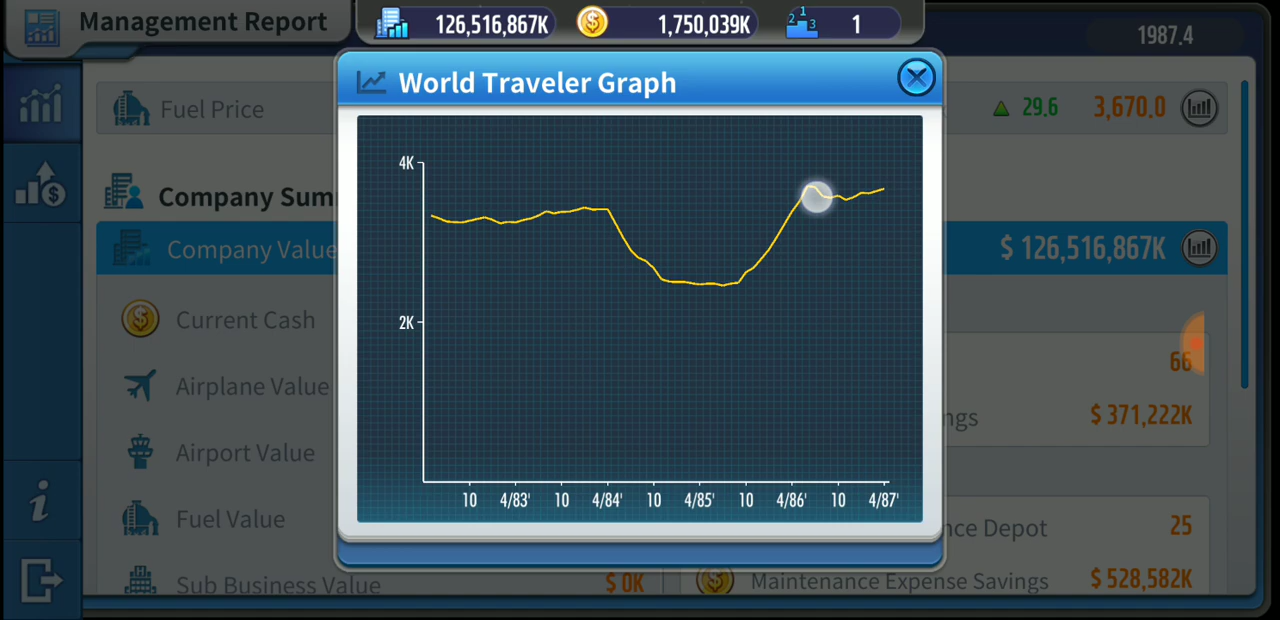 Management Report
126,516,867K
1,750,039K
2 1 3
1
1987.4
World Traveler Graph
Fuel Price
29.6
3,670.0
Company Sum
Company Value
$ 126,516,867K
Current Cash
Airplane Value
Airport Value
Fuel Value
Sub Business Value
$ 0K
4K
2K
10 4/83' 10 4/84' 10 4/85' 10 4/86' 10 4/87'
66
ngs
$ 371,222K
nce Depot
25
Maintenance Expense Savings
$ 528,582K